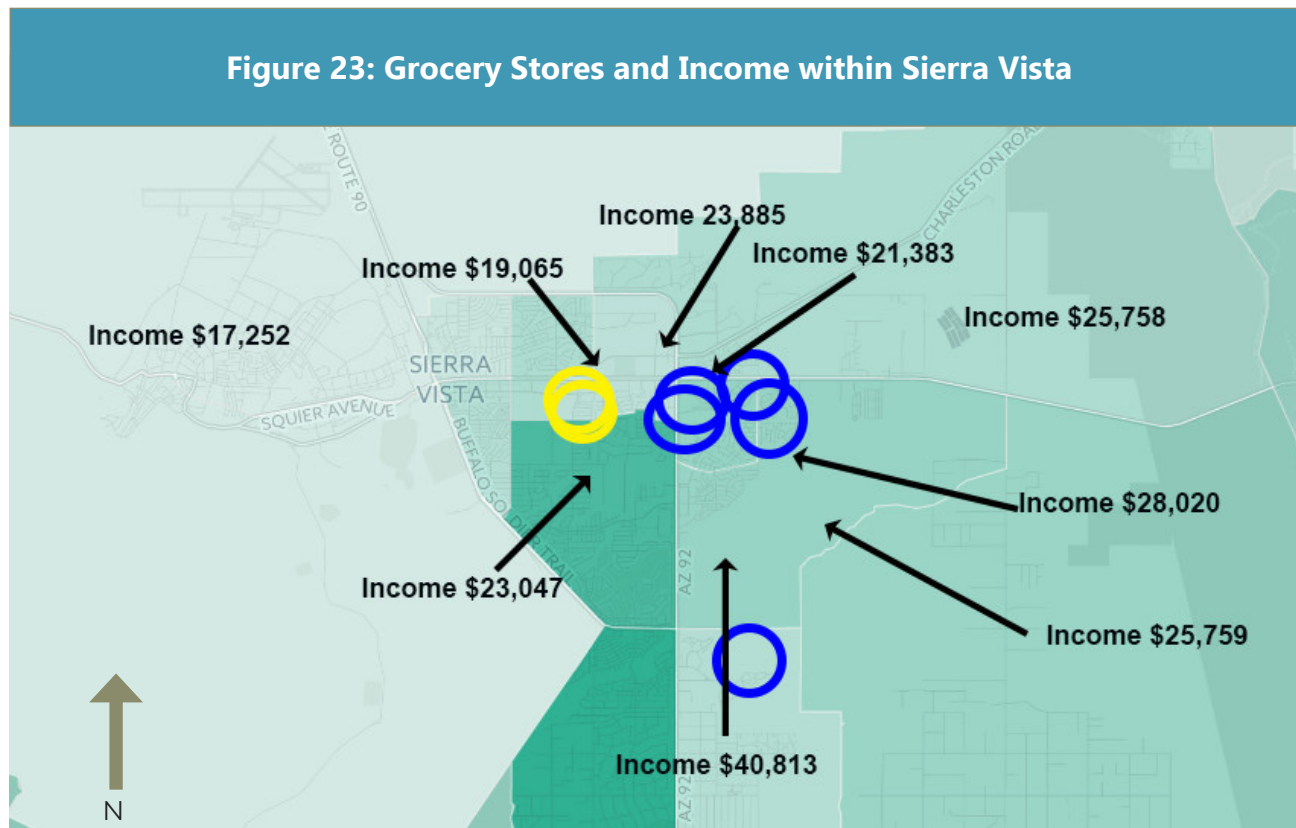 Figure 23: Grocery Stores and Income within Sierra Vista
ROUTE 90
CHARLESTON ROAD
Income 23,885
Income $21,383
Income $19,065
Income $17,252
Income $25,758
SIERRA
VISTA
SQUIER AVENUE
BUFFALO SOLDIER TRAIL
Income $28,020
AZ 92
Income $23,047
Income $25,759
Income $40,813
AZ 92
N